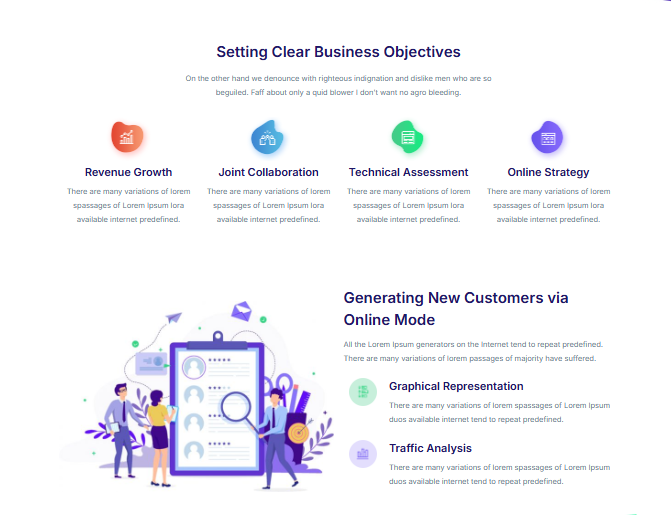 Setting Clear Business Objectives
On the other hand we denounce with righteous indignation and dislike men who are so
beguiled. Faff about only a quid blower I don't want no agro bleeding.
Revenue Growth
There are many variations of lorem
spassages of Lorem Ipsum lora
available internet predefined.
Joint Collaboration
There are many variations of lorem
spassages of Lorem Ipsum lora
available internet predefined.
Technical Assessment
There are many variations of lorem
spassages of Lorem Ipsum lora
available internet predefined.
Online Strategy
There are many variations of lorem
spassages of Lorem Ipsum lora
available internet predefined.
Generating New Customers via
Online Mode
All the Lorem Ipsum generators on the Internet tend to repeat predefined.
There are many variations of lorem passages of majority have suffered.
Graphical Representation
There are many variations of lorem spassages of Lorem Ipsum
duos available internet tend to repeat predefined.
Traffic Analysis
There are many variations of lorem spassages of Lorem Ipsum
duos available internet tend to repeat predefined.